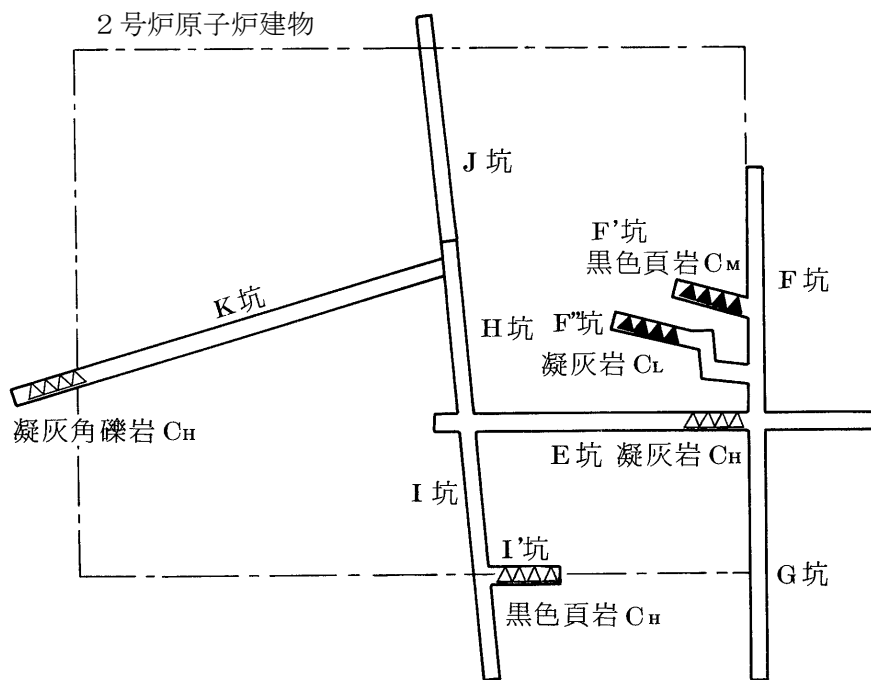 2号炉原子炉建物
J坑
F'坑
黒色頁岩 CM
F坑
K坑
H坑
F"坑
凝灰岩 CL
凝灰角礫岩 CH
E坑 凝灰岩 CH
I坑
I'坑
G坑
黒色頁岩 CH